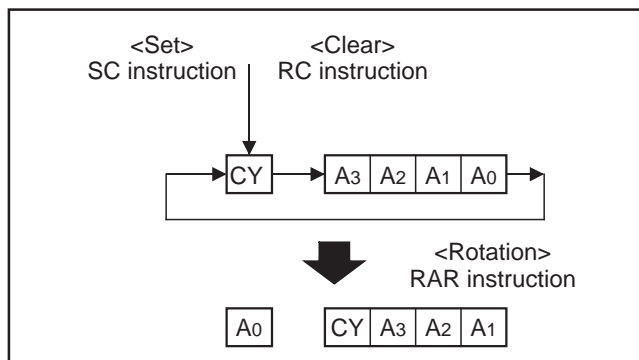 <Set> <Clear>
SC instruction RC instruction
CY A3 A2 A1 A0
<Rotation>
RAR instruction
A0 CY A3 A2 A1